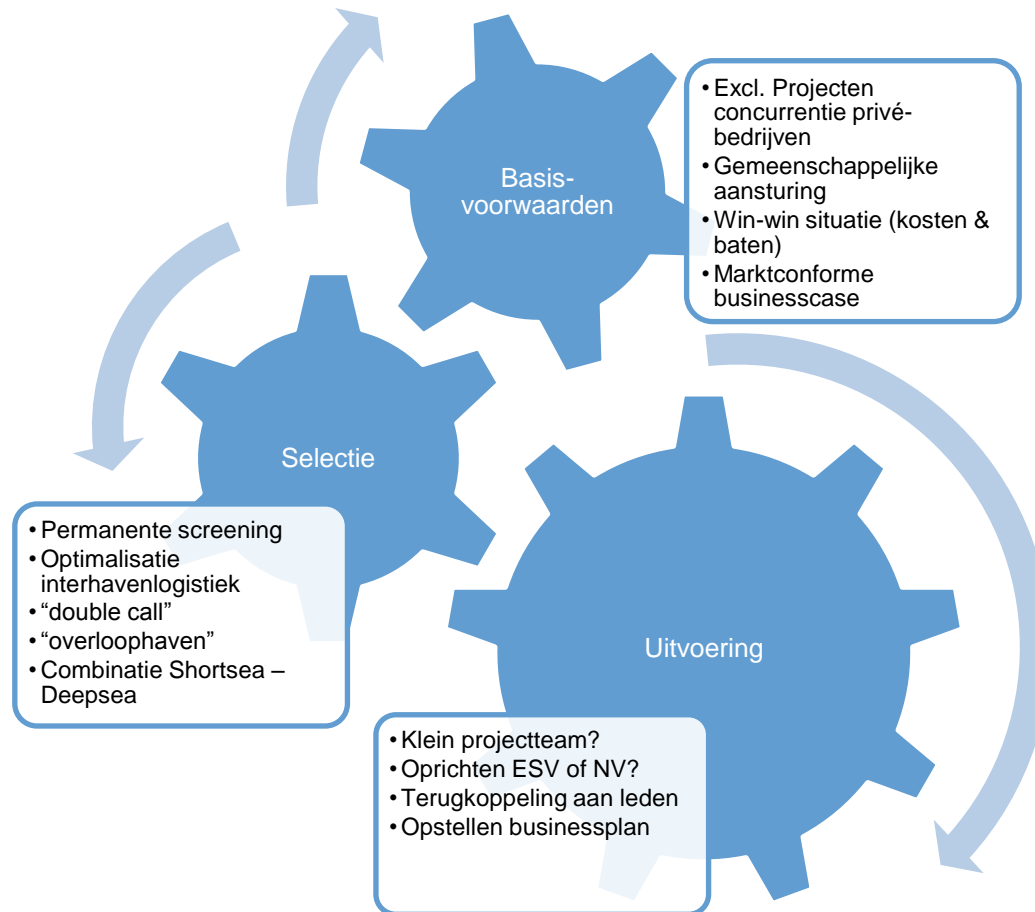 Basis-
voorwaarden
• Excl. Projecten
concurrentie privé-
bedrijven
• Gemeenschappelijke
aansturing
• Win-win situatie (kosten &
baten)
• Marktconforme
businesscase
Selectie
• Permanente screening
• Optimalisatie
interhavenlogistiek
• “double call”
• “overloophaven”
• Combinatie Shortsea –
Deepsea
Uitvoering
• Klein projectteam?
• Oprichten ESV of NV?
• Terugkoppeling aan leden
• Opstellen businessplan